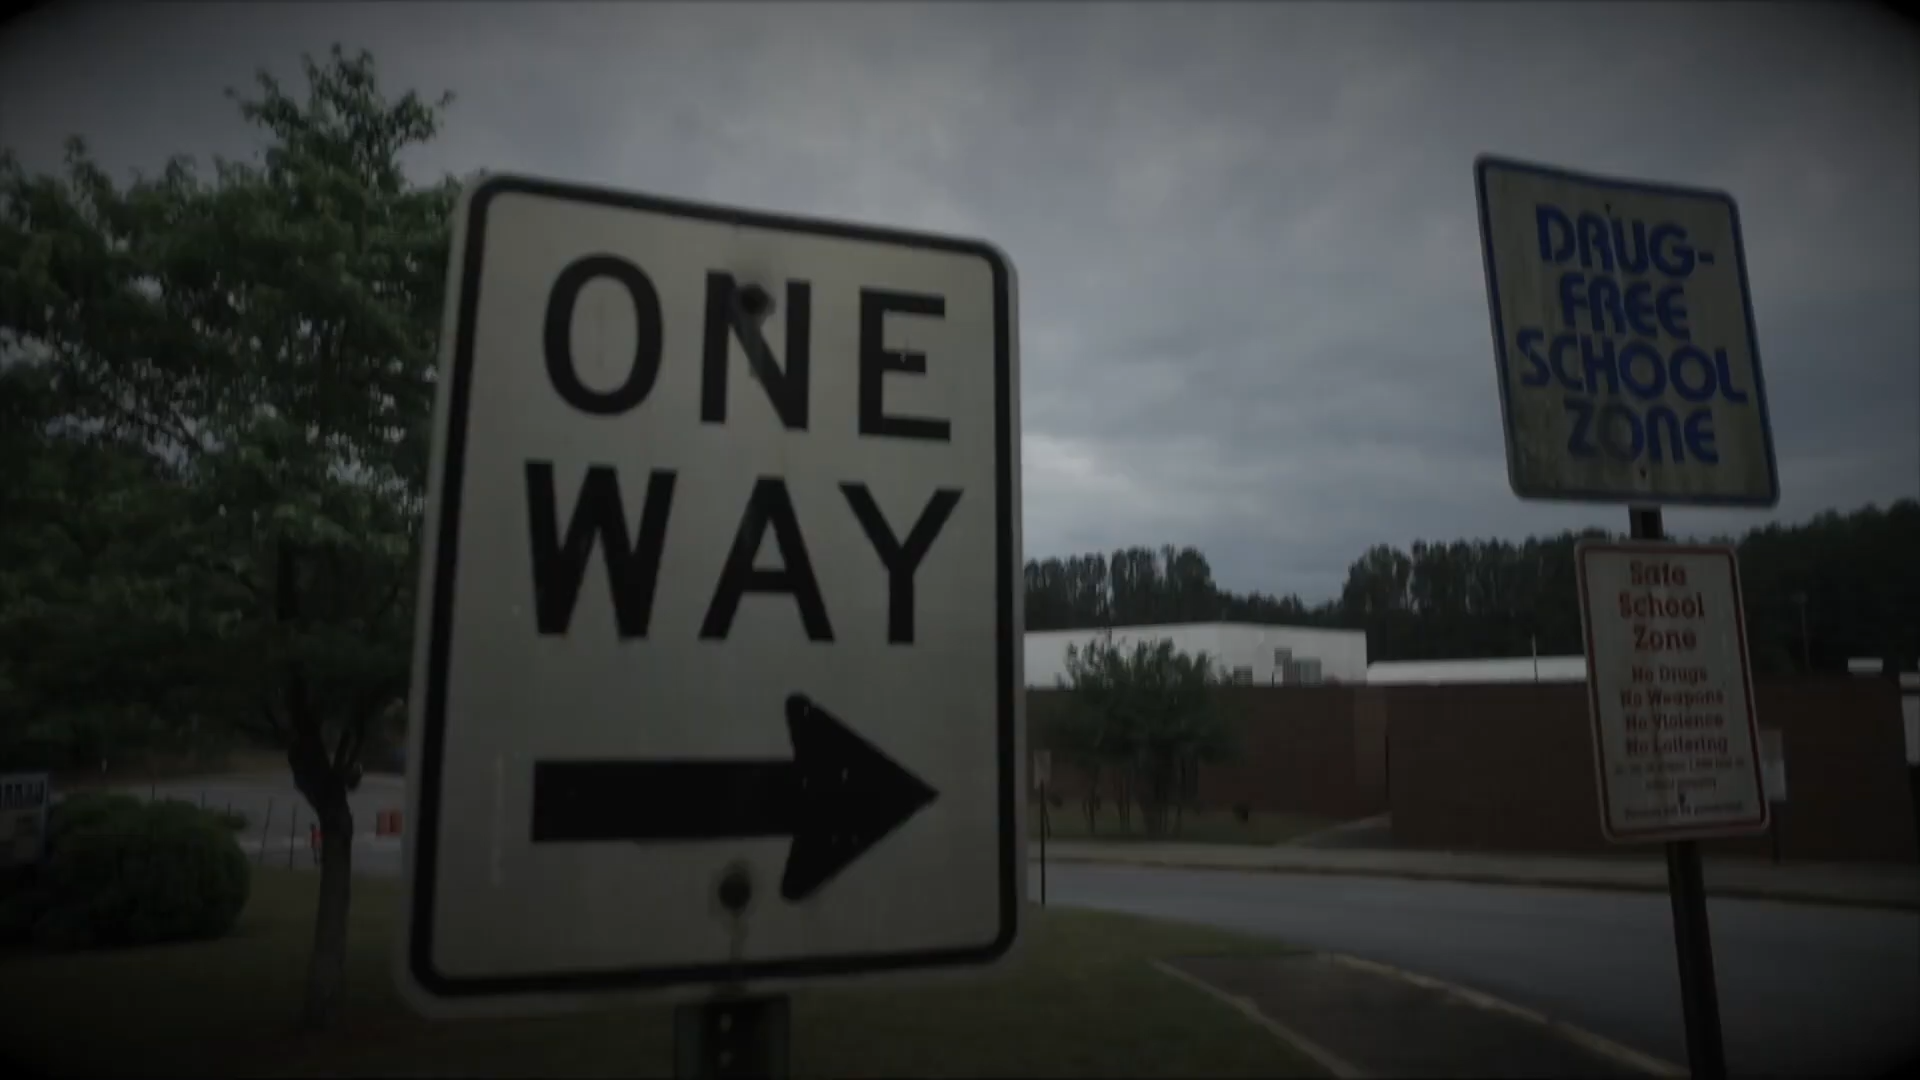 ONE
WAY
DRUG-
FREE
SCHOOL
ZONE
Safe
School
Zone
No Drugs
No Weapons
No Violence
No Loitering